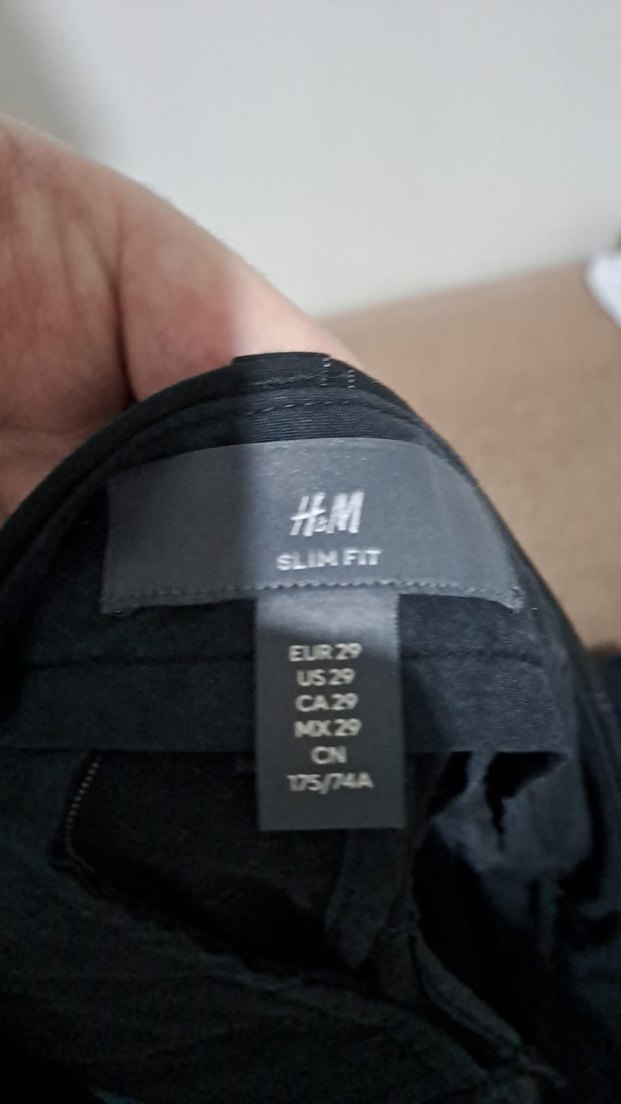 H&M
SLIM FIT
EUR 29
US 29
CA 29
MX 29
CN
175/74A